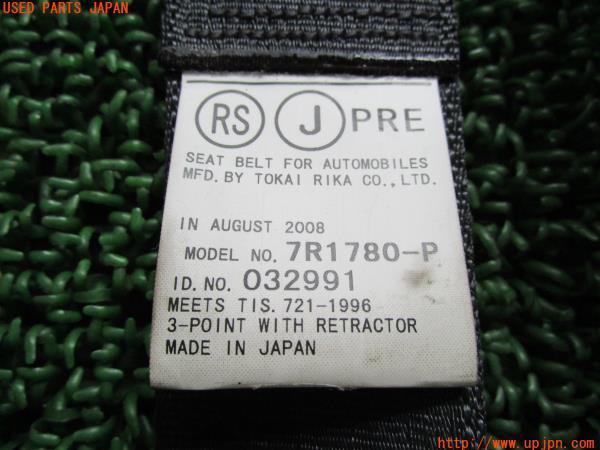 USED PARTS JAPAN
RS J PRE
SEAT BELT FOR AUTOMOBILES
MFD. BY TOKAI RIKA CO., LTD.
IN AUGUST 2008
MODEL NO. 7R1780-P
ID. NO. 032991
MEETS TIS. 721-1996
3-POINT WITH RETRACTOR
MADE IN JAPAN
http://www.upjpn.com/